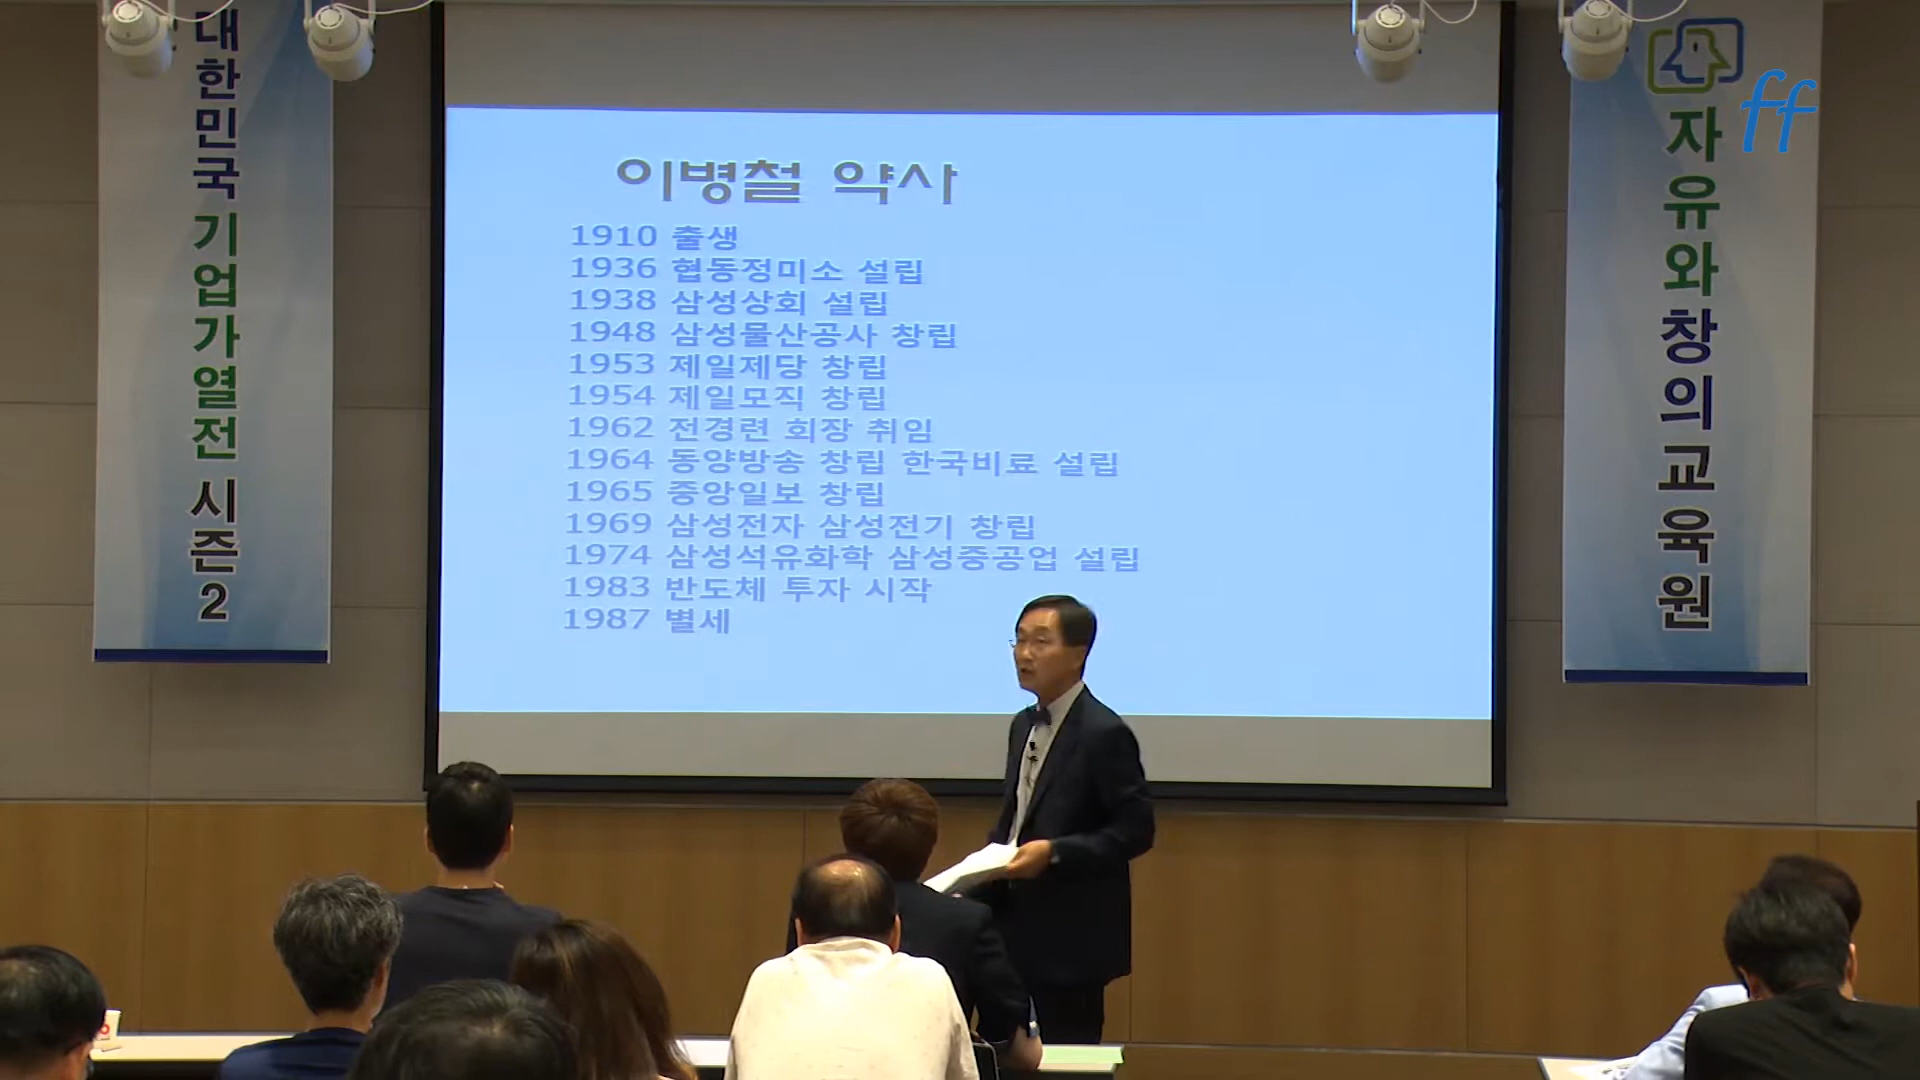 대한민국 기업가열전 시즌2
이병철 약사
1910 출생
1936 협동정미소 설립
1938 삼성상회 설립
1948 삼성물산공사 창립
1953 제일제당 창립
1954 제일모직 창립
1962 전경련 회장 취임
1964 동양방송 창립 한국비료 설립
1965 중앙일보 창립
1969 삼성전자 삼성전기 창립
1974 삼성석유화학 삼성중공업 설립
1983 반도체 투자 시작
1987 별세
자유와창의교육원
ff